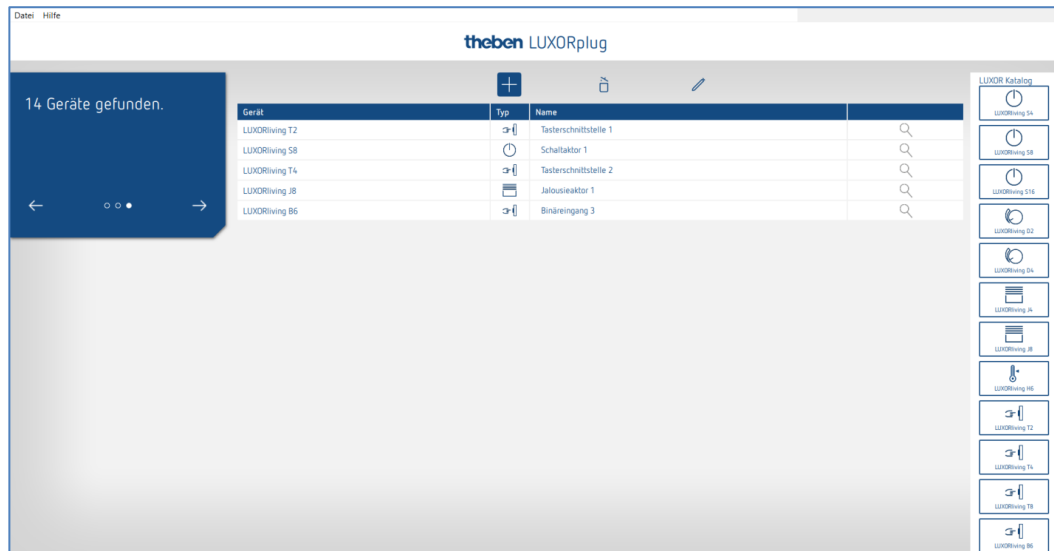 Datei Hilfe
theben LUXORplug
14 Geräte gefunden.
Gerät Typ Name
LUXORliving T2 Tasterschnittstelle 1
LUXORliving S8 Schaltaktor 1
LUXORliving T4 Tasterschnittstelle 2
LUXORliving J8 Jalousieaktor 1
LUXORliving B6 Binäreingang 3
LUXOR Katalog
LUXORliving S4
LUXORliving S8
LUXORliving S16
LUXORliving D2
LUXORliving D4
LUXORliving J4
LUXORliving J8
LUXORliving H6
LUXORliving T2
LUXORliving T4
LUXORliving T8
LUXORliving B6